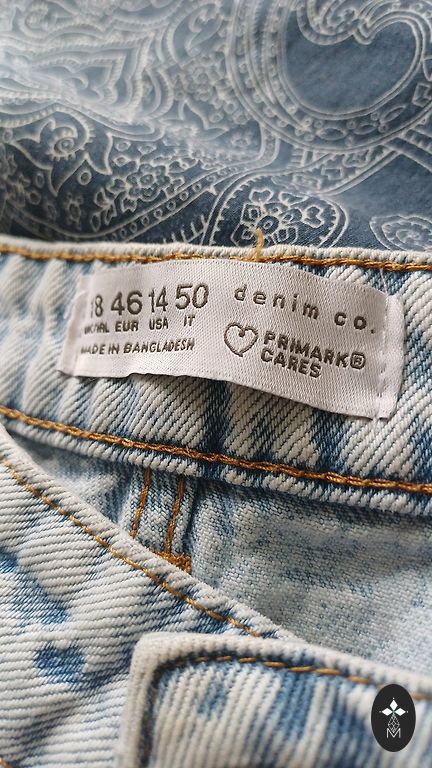 18 46 14 50 denim co.
EUR USA IT
MADE IN BANGLADESH
PRIMARK®
CARES